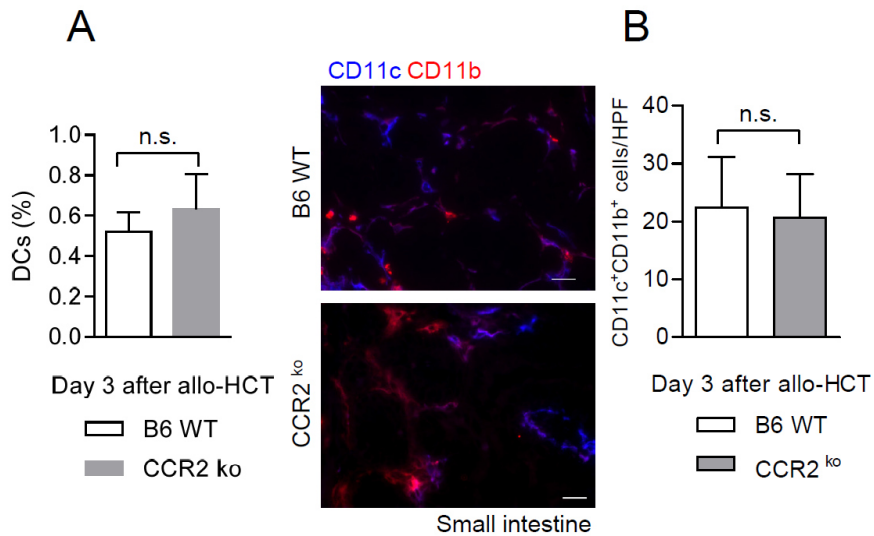 A
DCs (%)
1.0
0.8
0.6
0.4
0.2
0.0
n.s.
Day 3 after allo-HCT
B6 WT
CCR2 ko
CD11c CD11b
B6 WT
CCR2 ko
Small intestine
B
CD11c+CD11b+ cells/HPF
40
30
20
10
0
n.s.
Day 3 after allo-HCT
B6 WT
CCR2 ko